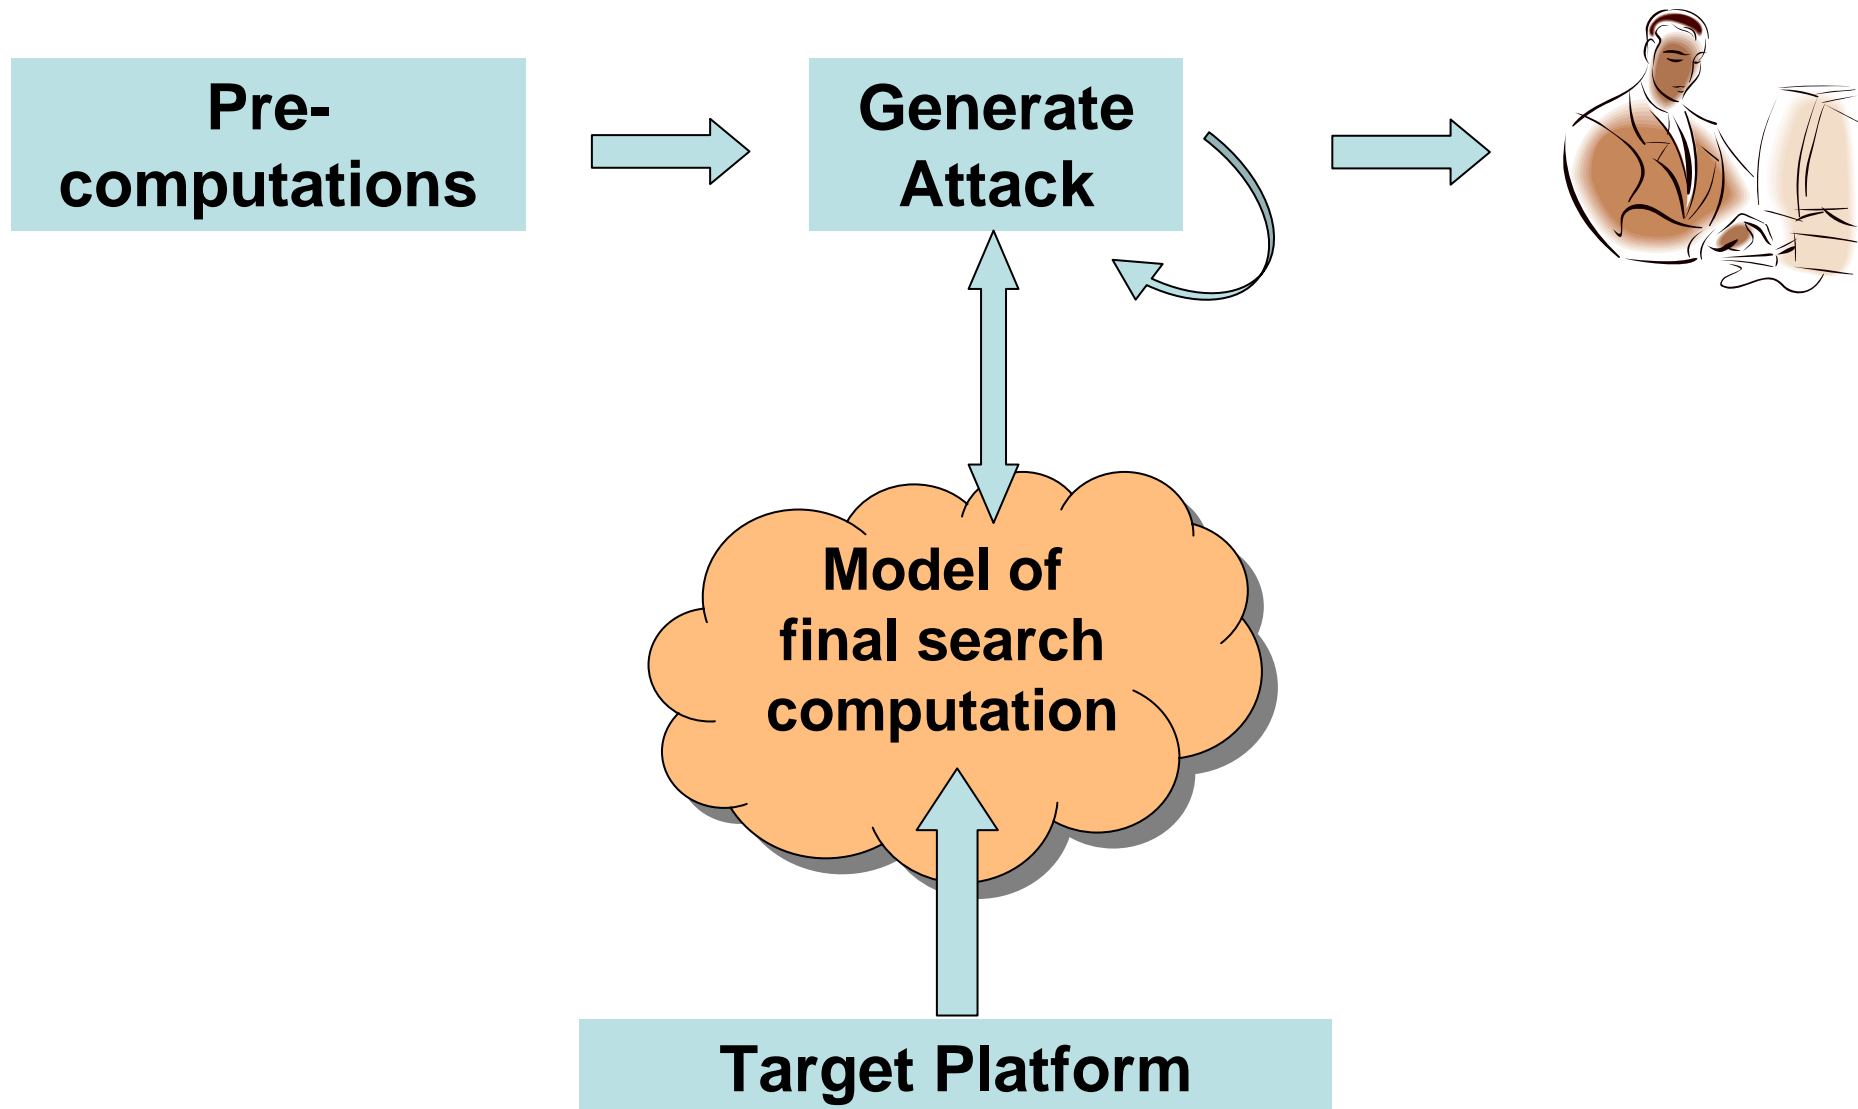 Pre-
computations
Generate
Attack
Model of
final search
computation
Target Platform